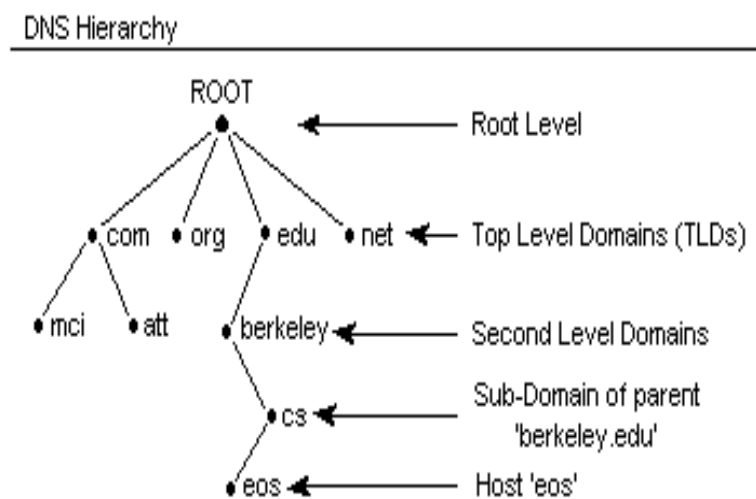 DNS Hierarchy
ROOT
Root Level
com org edu net
Top Level Domains (TLDs)
mci att berkeley
Second Level Domains
cs
Sub-Domain of parent
'berkeley.edu'
eos
Host 'eos'